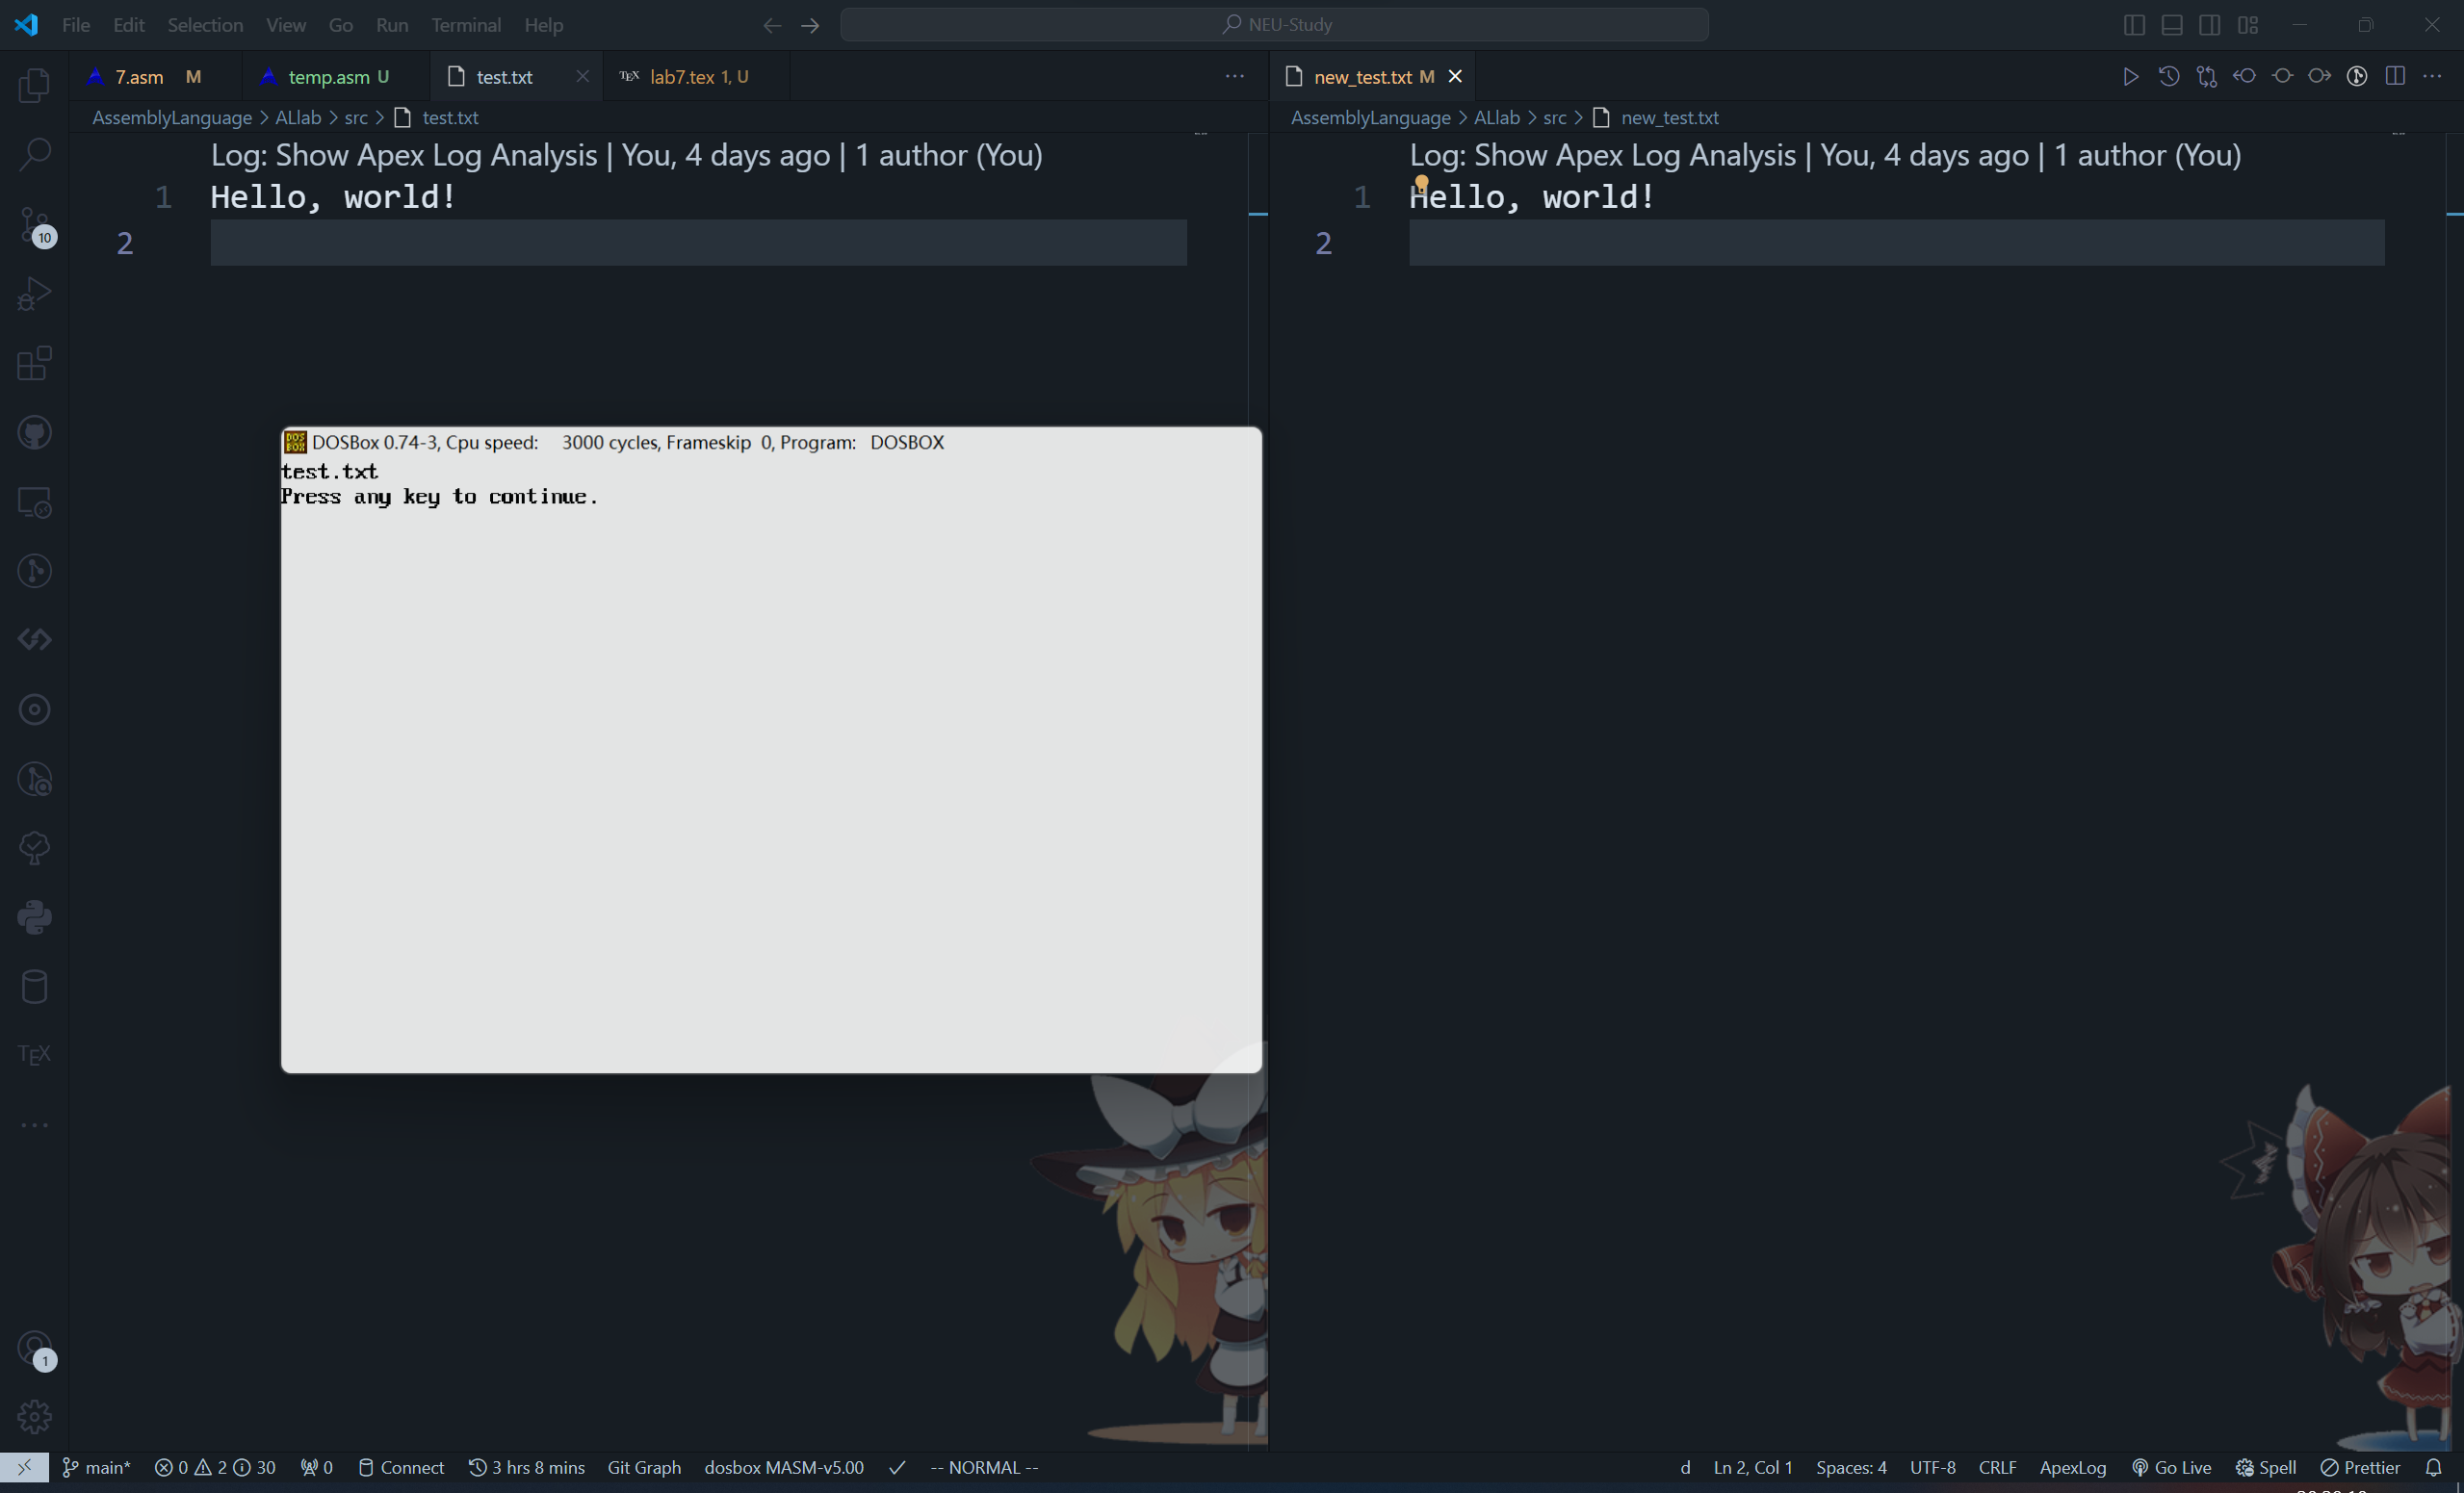 File Edit Selection View Go Run Terminal Help
NEU-Study
7.asm M temp.asm U test.txt TEX lab7.tex 1, U
new_test.txt M
AssemblyLanguage > ALlab > src > test.txt
AssemblyLanguage > ALlab > src > new_test.txt
Log: Show Apex Log Analysis | You, 4 days ago | 1 author (You)
1 Hello, world!
2
Log: Show Apex Log Analysis | You, 4 days ago | 1 author (You)
1 Hello, world!
2
10
DOS
BOX
DOSBox 0.74-3, Cpu speed: 3000 cycles, Frameskip 0, Program: DOSBOX
test.txt
Press any key to continue.
TEX
1
main* 0 2 30 0 Connect 3 hrs 8 mins Git Graph dosbox MASM-v5.00 -- NORMAL -- d Ln 2, Col 1 Spaces: 4 UTF-8 CRLF ApexLog Go Live Spell Prettier